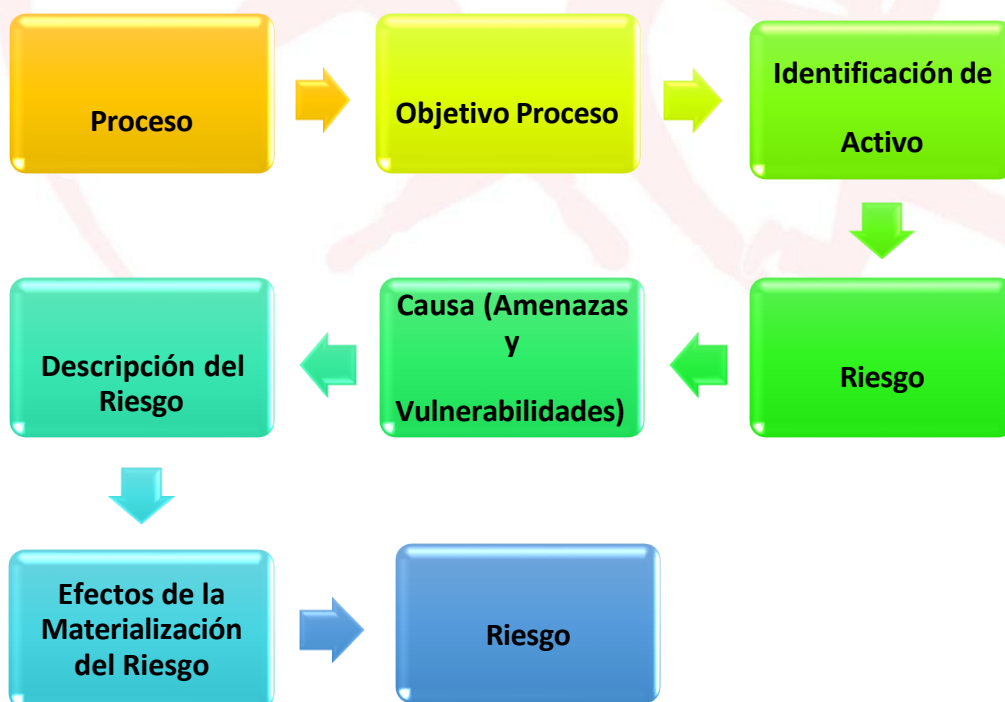 Proceso
Objetivo Proceso
Identificación de
Activo
Riesgo
Causa (Amenazas
y
Vulnerabilidades)
Descripción del
Riesgo
Efectos de la
Materialización
del Riesgo
Riesgo